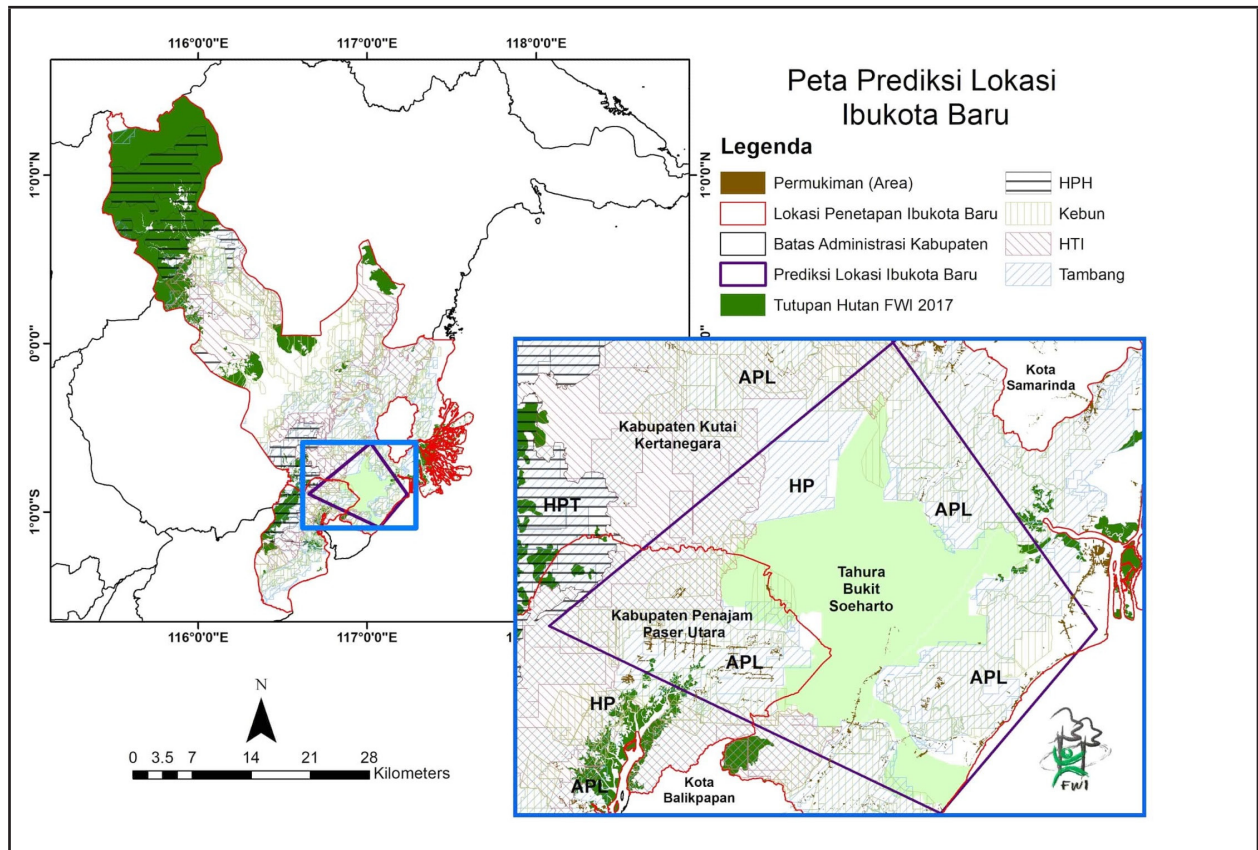 Peta Prediksi Lokasi
Ibukota Baru
Legenda
Permukiman (Area)
Lokasi Penetapan Ibukota Baru
Batas Administrasi Kabupaten
Prediksi Lokasi Ibukota Baru
Tutupan Hutan FWI 2017
HPH
Kebun
HTI
Tambang
116°0'0"E
117°0'0"E
118°0'0"E
1°0'0"N
0°0'0"
1°0'0"S
1°0'0"N
116°0'0"E
117°0'0"E
N
0 3.5 7 14 21 28
Kilometers
APL
Kota
Samarinda
Kabupaten Kutai
Kertanegara
HP
HPT
APL
Tahura
Bukit
Soeharto
Kabupaten Penajam
Paser Utara
APL
APL
HP
APL
Kota
Balikpapan
FWI